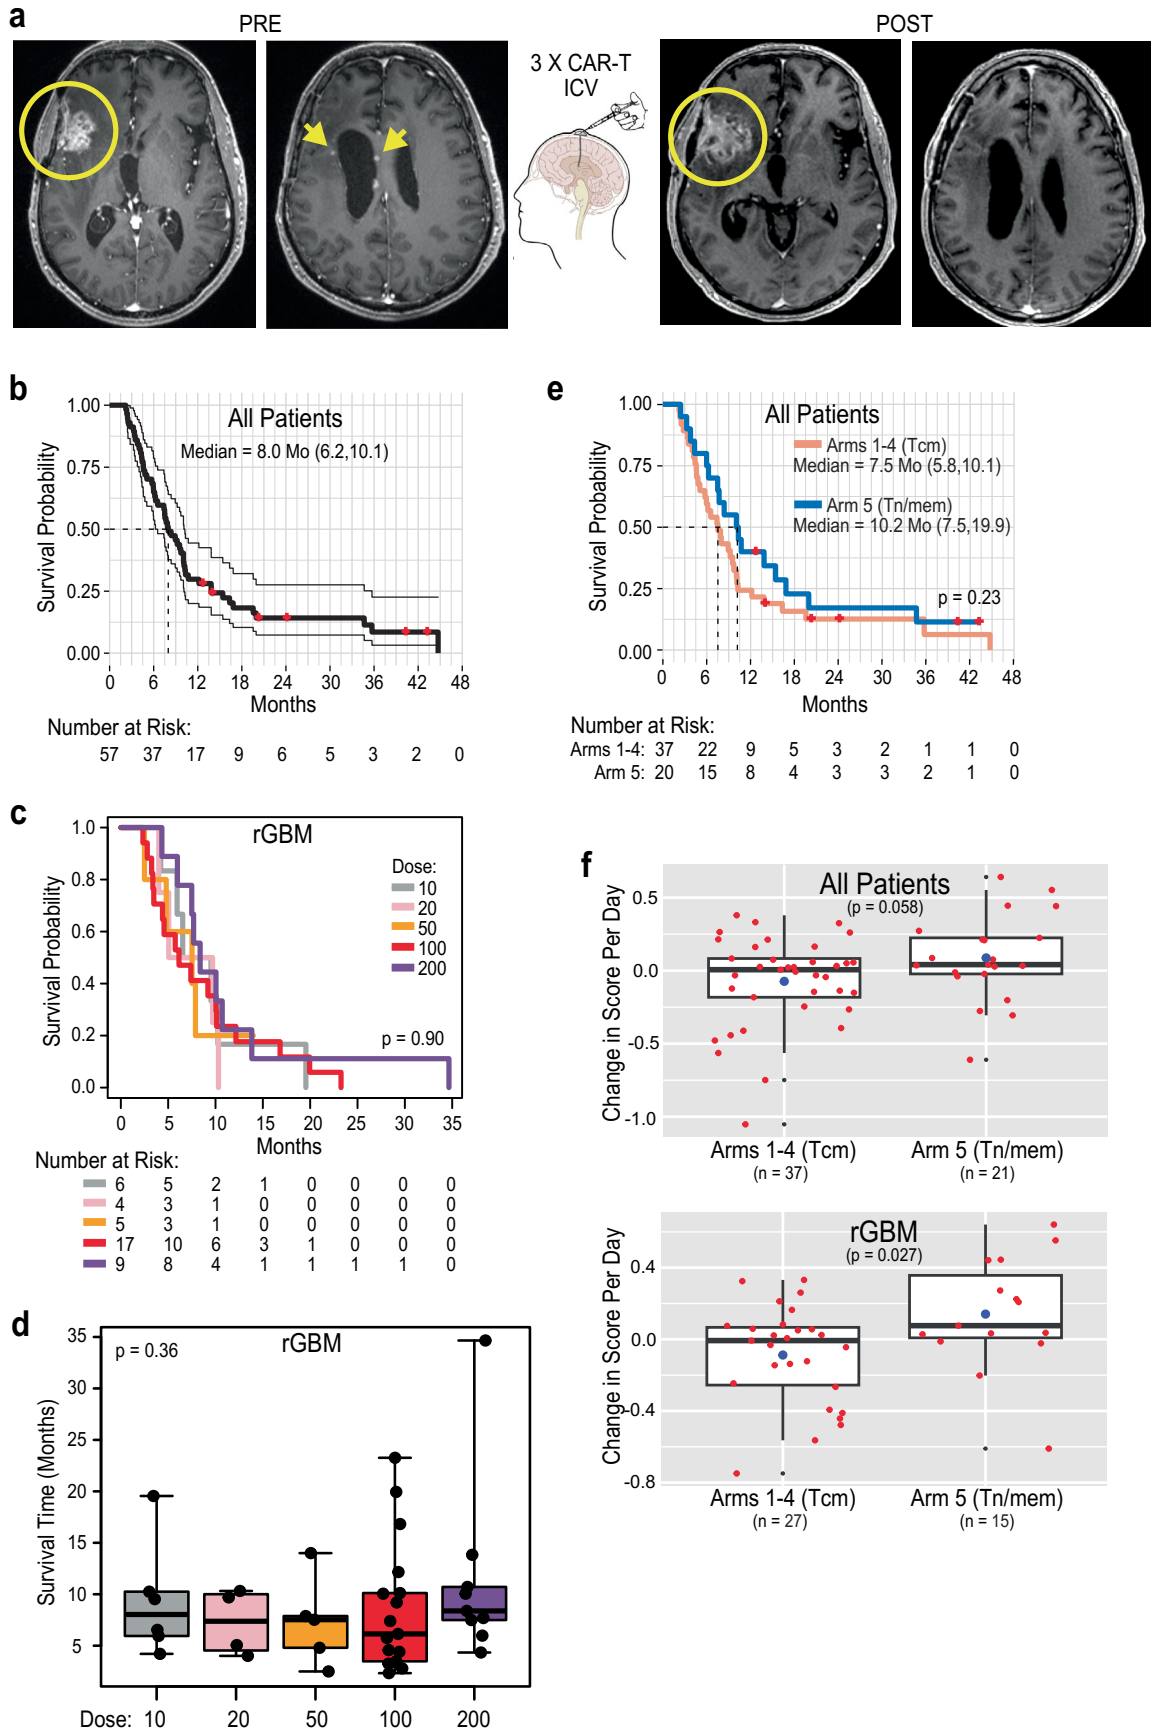 a
PRE
3 X CAR-T
ICV
POST
b
1.00
0.75
0.50
0.25
0.00
Survival Probability
All Patients
Median = 8.0 Mo (6.2,10.1)
0 6 12 18 24 30 36 42 48
Months
Number at Risk:
57 37 17 9 6 5 3 2 0
e
1.00
0.75
0.50
0.25
0.00
Survival Probability
All Patients
Arms 1-4 (Tcm)
Median = 7.5 Mo (5.8,10.1)
Arm 5 (Tn/mem)
Median = 10.2 Mo (7.5,19.9)
p = 0.23
0 6 12 18 24 30 36 42 48
Months
Number at Risk:
Arms 1-4: 37 22 9 5 3 2 1 1 0
Arm 5: 20 15 8 4 3 3 2 1 0
c
1.0
0.8
0.6
0.4
0.2
0.0
Survival Probability
rGBM
Dose:
10
20
50
100
200
p = 0.90
0 5 10 15 20 25 30 35
Months
Number at Risk:
6 5 2 1 0 0 0 0
4 3 1 0 0 0 0 0
5 3 1 0 0 0 0 0
17 10 6 3 1 0 0 0
9 8 4 1 1 1 1 0
d
35
30
25
20
15
10
5
Survival Time (Months)
p = 0.36
rGBM
Dose: 10 20 50 100 200
f
0.5
0.0
-0.5
-1.0
Change in Score Per Day
All Patients
(p = 0.058)
Arms 1-4 (Tcm)
(n = 37)
Arm 5 (Tn/mem)
(n = 21)
0.4
0.0
-0.4
-0.8
Change in Score Per Day
rGBM
(p = 0.027)
Arms 1-4 (Tcm)
(n = 27)
Arm 5 (Tn/mem)
(n = 15)